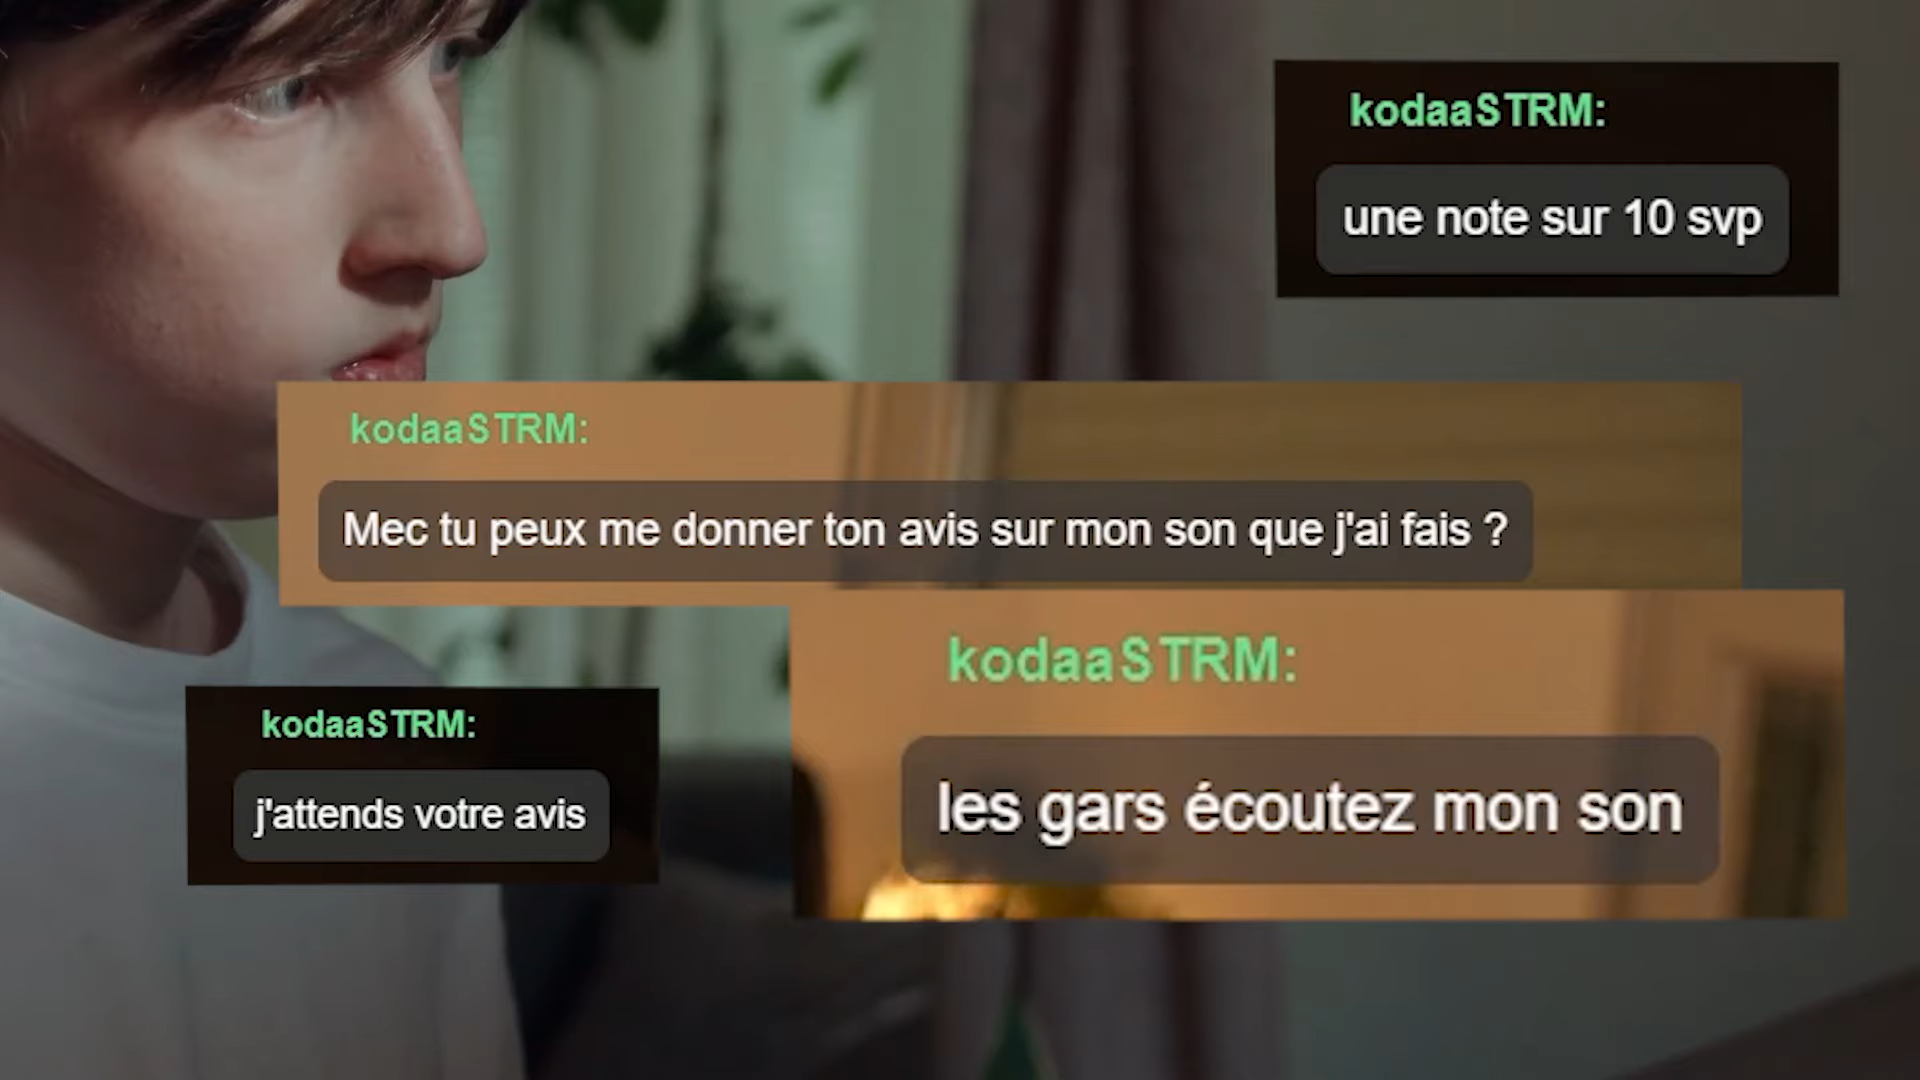 kodaaSTRM:
une note sur 10 svp
kodaaSTRM:
Mec tu peux me donner ton avis sur mon son que j'ai fais ?
kodaaSTRM:
les gars écoutez mon son
kodaaSTRM:
j'attends votre avis